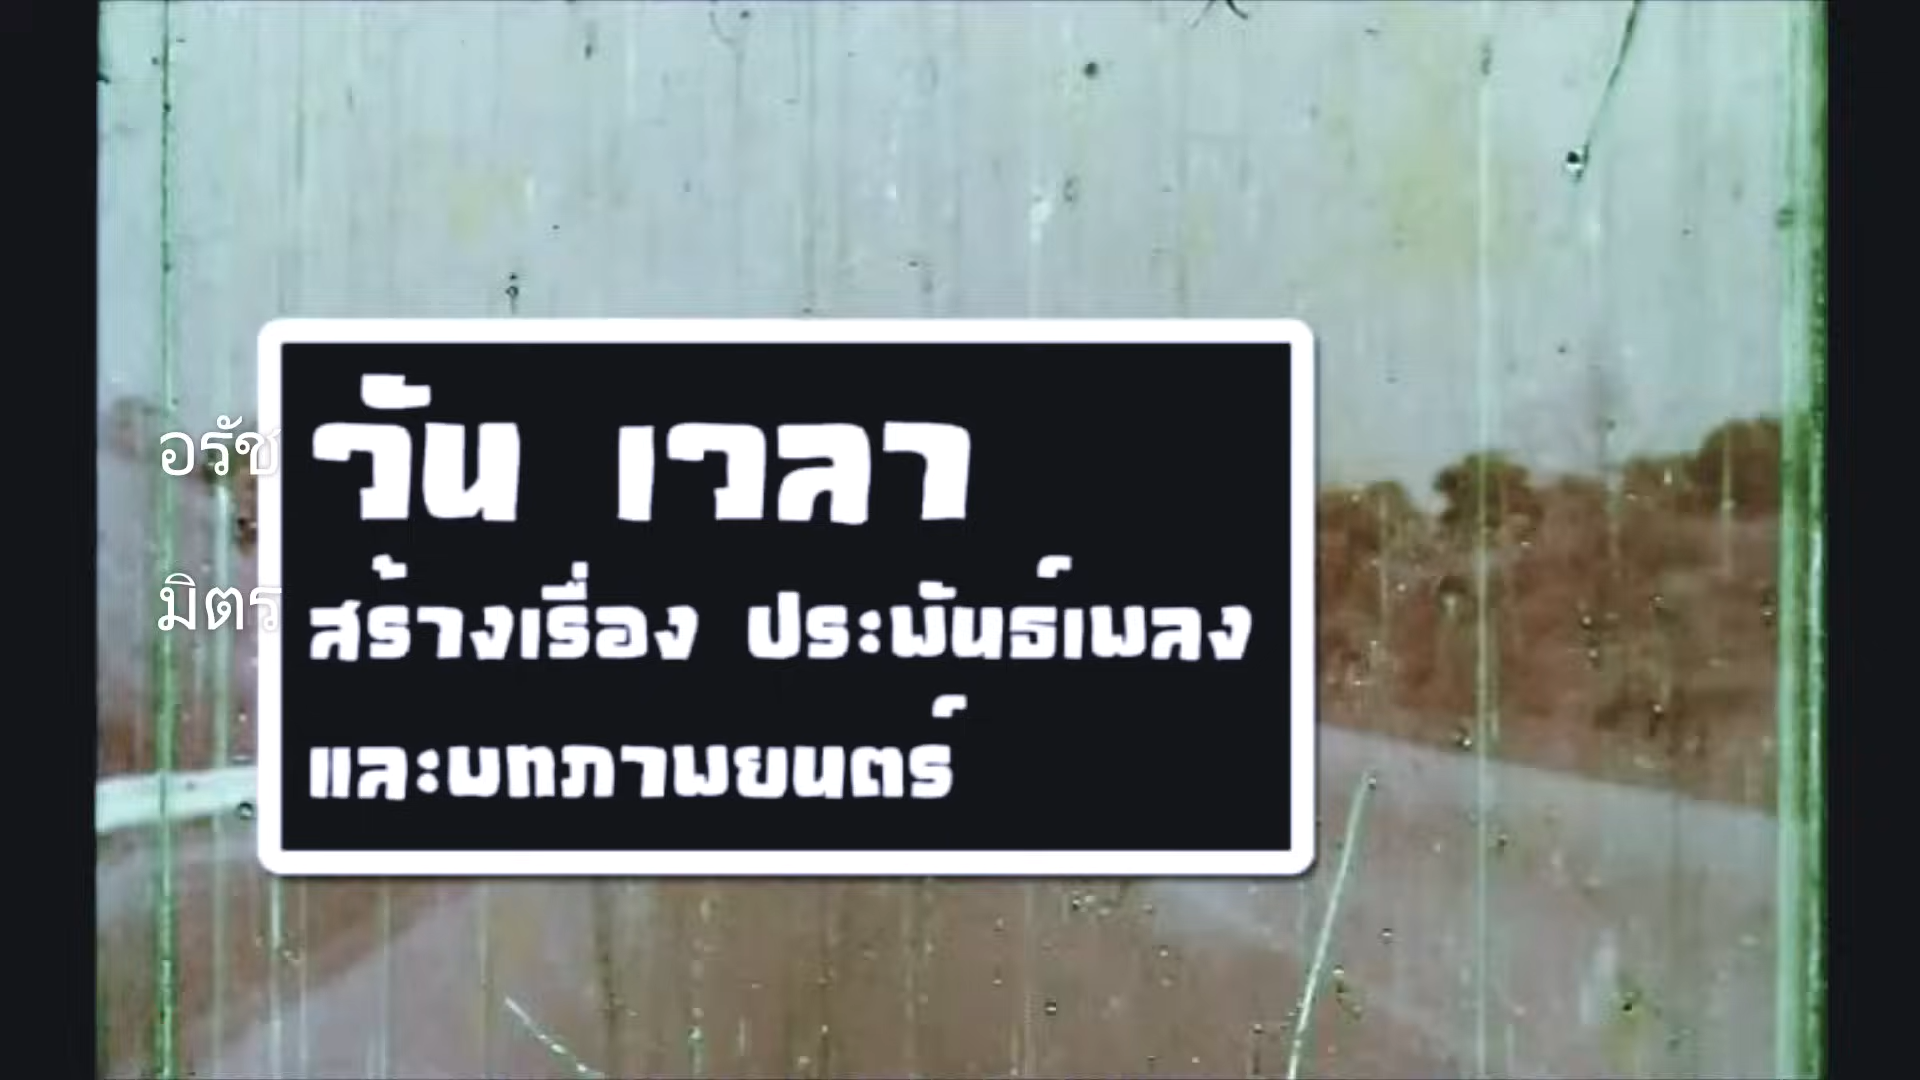 อรัช
มิตร
วัน เวลา
สร้างเรื่อง ประพันธ์เพลง
และบทภาพยนตร์